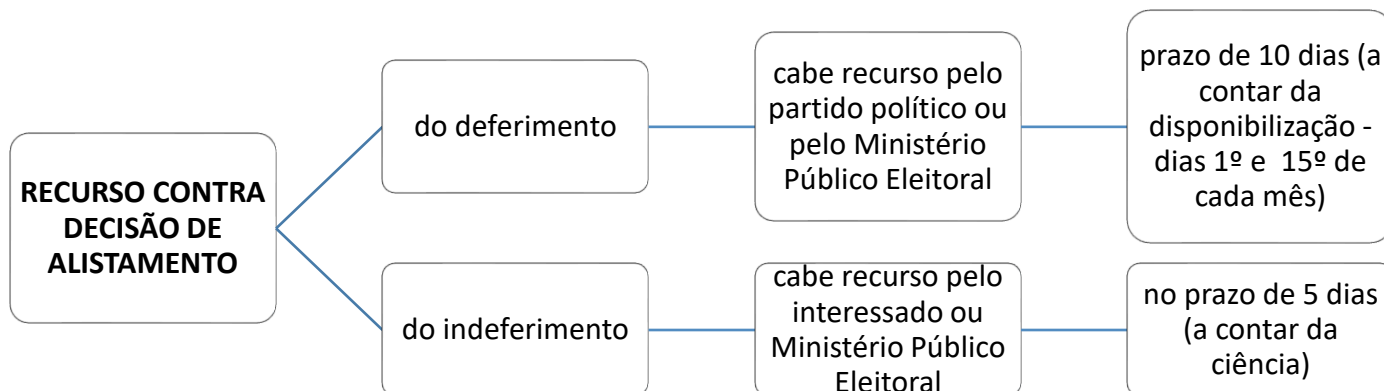 RECURSO CONTRA
DECISÃO DE
ALISTAMENTO
do deferimento
cabe recurso pelo
partido político ou
pelo Ministério
Público Eleitoral
prazo de 10 dias (a
contar da
disponibilização -
dias 1º e 15º de
cada mês)
do indeferimento
cabe recurso pelo
interessado ou
Ministério Público
Eleitoral
no prazo de 5 dias
(a contar da
ciência)